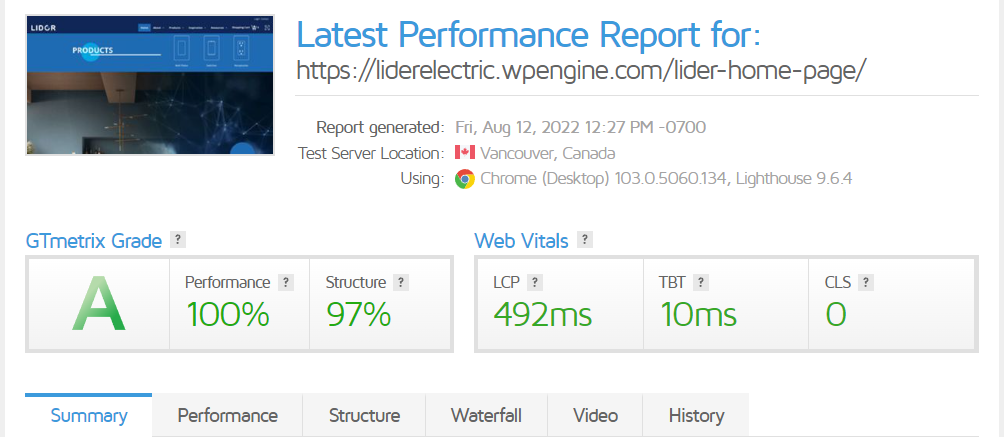 LIDER
PRODUCTS
Latest Performance Report for:
https://liderelectric.wpengine.com/lider-home-page/
Report generated: Fri, Aug 12, 2022 12:27 PM -0700
Test Server Location: Vancouver, Canada
Using: Chrome (Desktop) 103.0.5060.134, Lighthouse 9.6.4
GTmetrix Grade ?
Web Vitals ?
A
Performance ?
Structure ?
LCP ?
TBT ?
CLS ?
100%
97%
492ms
10ms
0
Summary
Performance
Structure
Waterfall
Video
History